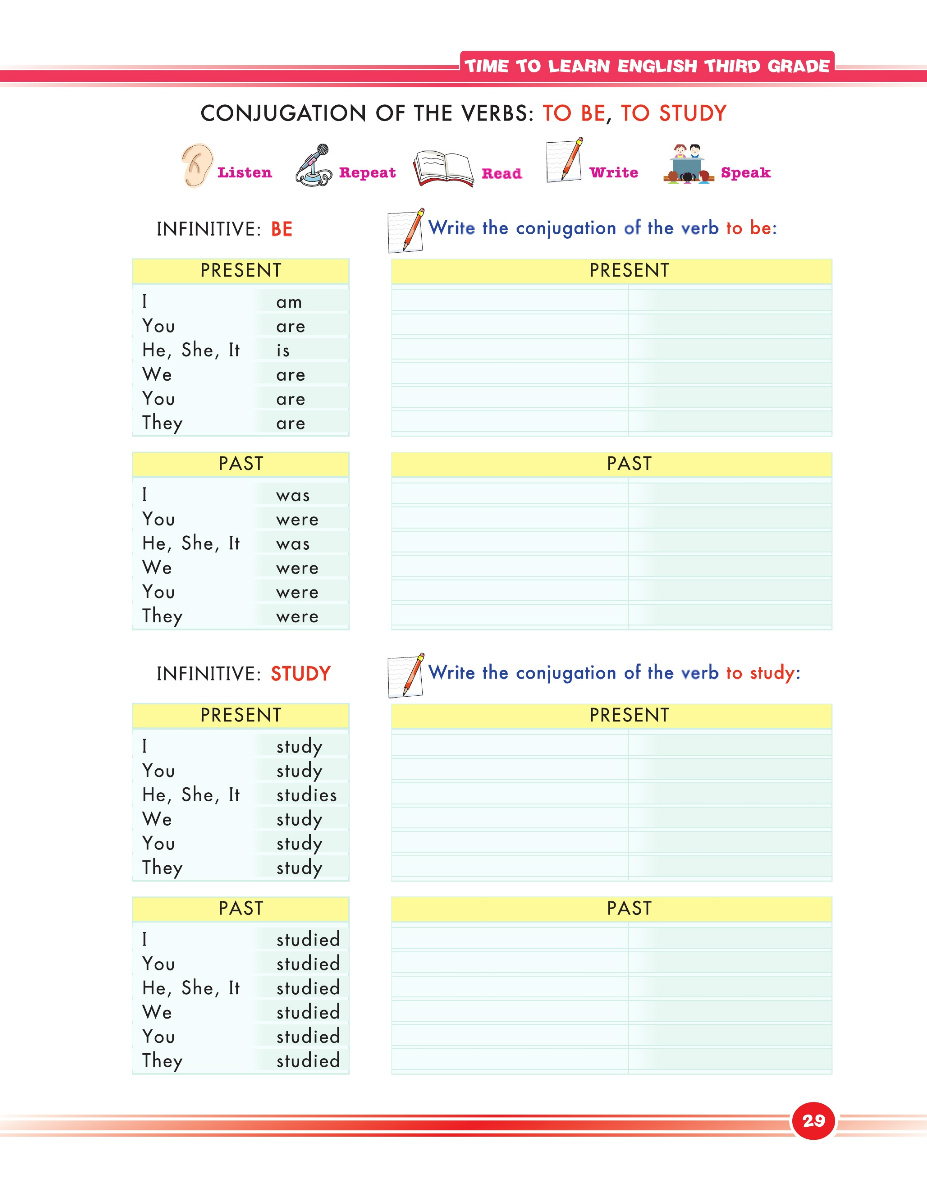 TIME TO LEARN ENGLISH THIRD GRADE
CONJUGATION OF THE VERBS: TO BE, TO STUDY
Listen Repeat Read Write Speak
INFINITIVE: BE
PRESENT
I am
You are
He, She, It is
We are
You are
They are
PAST
I was
You were
He, She, It was
We were
You were
They were
Write the conjugation of the verb to be:
PRESENT
PAST
INFINITIVE: STUDY
PRESENT
I study
You study
He, She, It studies
We study
You study
They study
PAST
I studied
You studied
He, She, It studied
We studied
You studied
They studied
Write the conjugation of the verb to study:
PRESENT
PAST
29